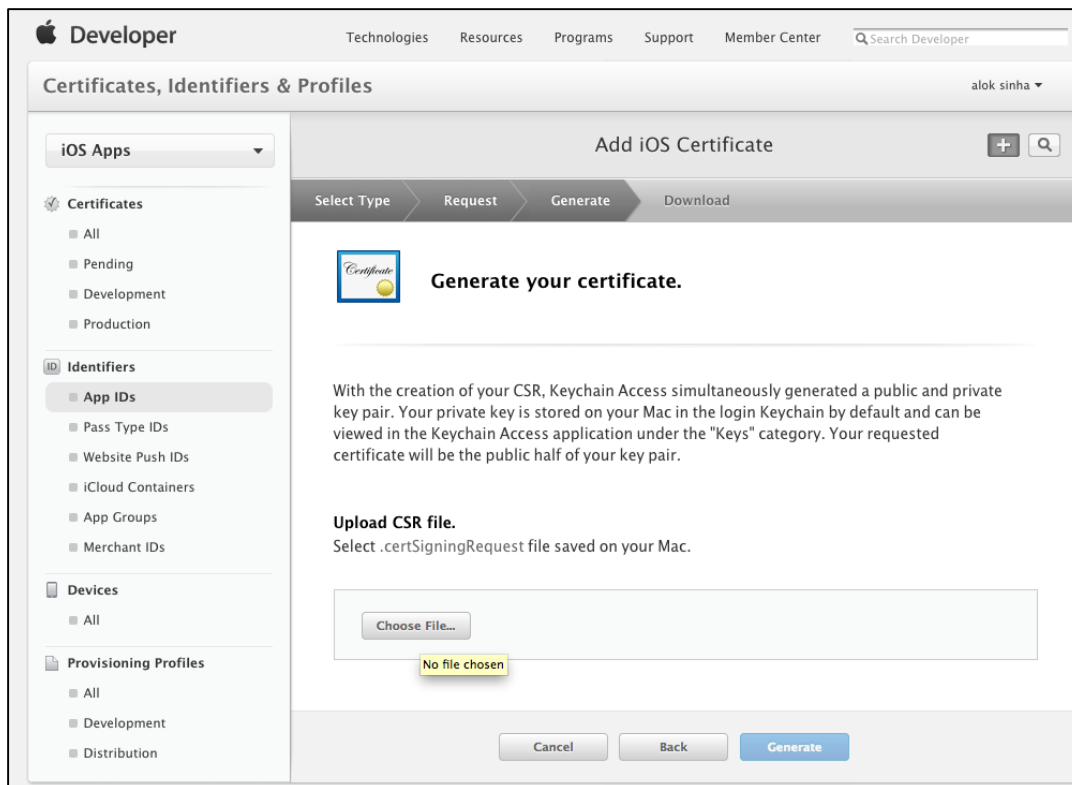 Developer
Technologies
Resources
Programs
Support
Member Center
Search Developer
Certificates, Identifiers & Profiles
alok sinha
iOS Apps
Add iOS Certificate
Certificates
All
Pending
Development
Production
ID Identifiers
App IDs
Pass Type IDs
Website Push IDs
iCloud Containers
App Groups
Merchant IDs
Devices
All
Provisioning Profiles
All
Development
Distribution
Select Type
Request
Generate
Download
Certificate
Generate your certificate.
With the creation of your CSR, Keychain Access simultaneously generated a public and private
key pair. Your private key is stored on your Mac in the login Keychain by default and can be
viewed in the Keychain Access application under the "Keys" category. Your requested
certificate will be the public half of your key pair.
Upload CSR file.
Select .certSigningRequest file saved on your Mac.
Choose File...
No file chosen
Cancel
Back
Generate